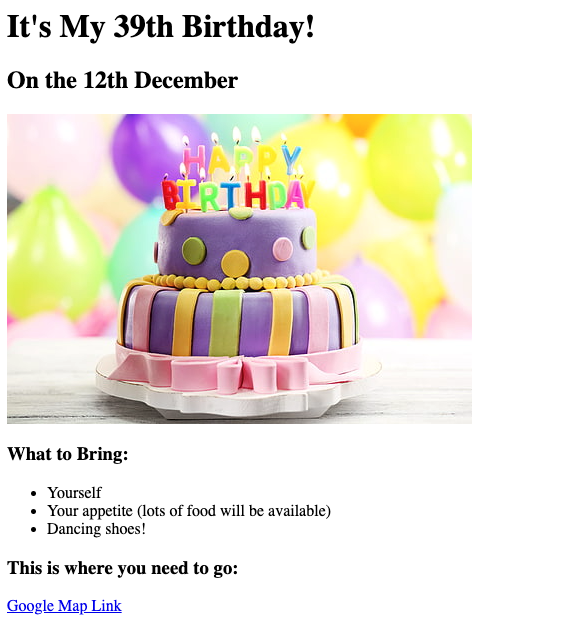 It's My 39th Birthday!
On the 12th December
HAPPY
BIRTHDAY
What to Bring:
Yourself
Your appetite (lots of food will be available)
Dancing shoes!
This is where you need to go:
Google Map Link